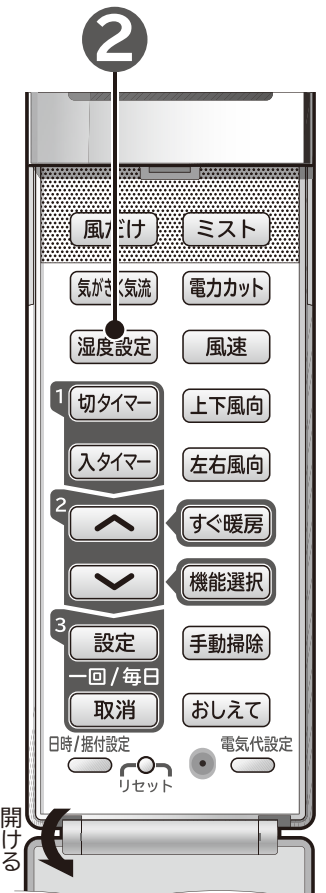 2
風だけ ミスト
気がきく気流 電力カット
湿度設定 風速
1 切タイマー 上下風向
入タイマー 左右風向
2 すぐ暖房
機能選択
3 設定 手動掃除
一回/毎日
取消 おしえて
日時/据付設定 電気代設定
リセット
開ける